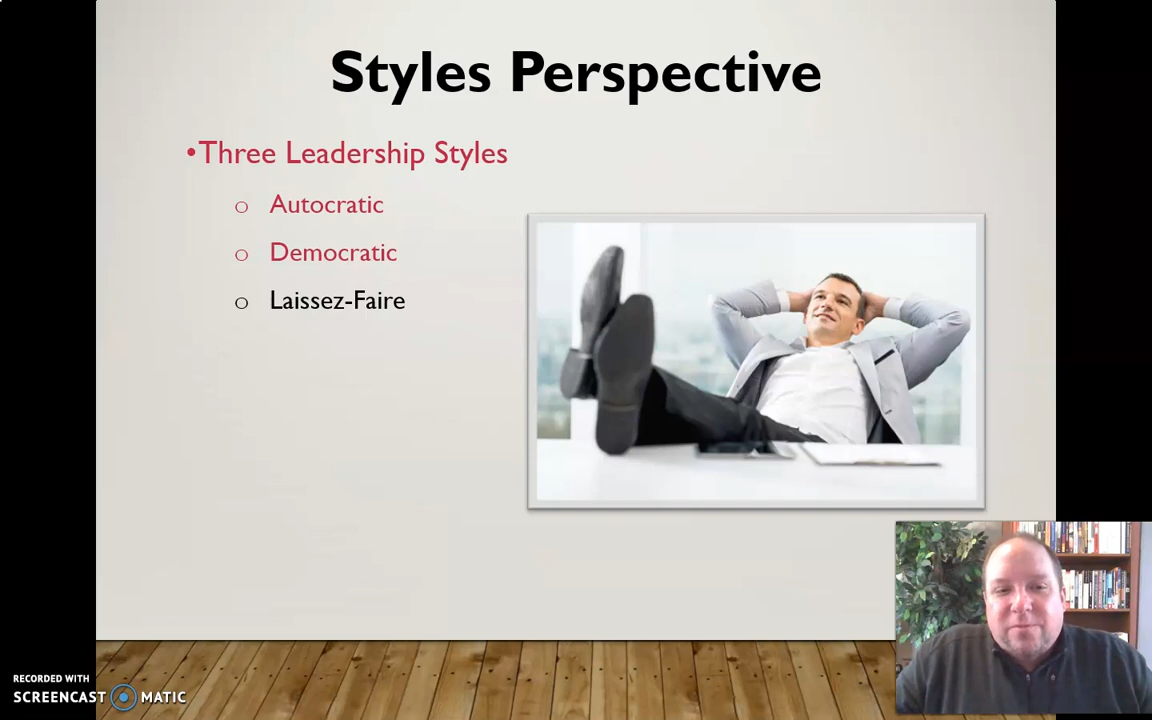 Styles Perspective
•Three Leadership Styles
o Autocratic
o Democratic
o Laissez-Faire
RECORDED WITH
SCREENCAST MATIC